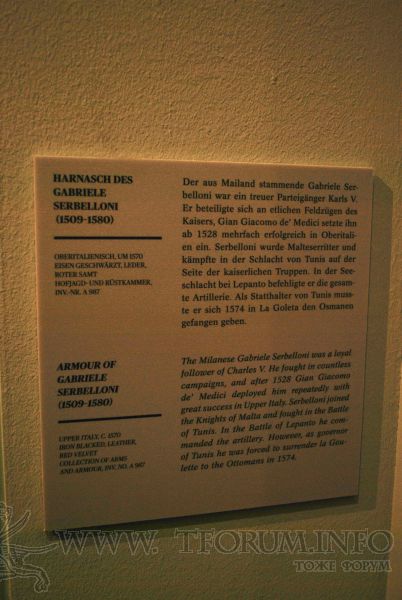 HARNASCH DES
GABRIELE
SERBELLONI
(1509-1580)
OBERITALIENISCH, UM 1570
EISEN GESCHWÄRZT, LEDER,
ROTER SAMT
HOFJAGD- UND RÜSTKAMMER,
INV.-NR. A 987
Der aus Mailand stammende Gabriele Ser-
belloni war ein treuer Parteigänger Karls V.
Er beteiligte sich an etlichen Feldzügen des
Kaisers, Gian Giacomo de' Medici setzte ihn
ab 1528 mehrfach erfolgreich in Oberitali-
en ein. Serbelloni wurde Malteserritter und
kämpfte in der Schlacht von Tunis auf der
Seite der kaiserlichen Truppen. In der See-
schlacht bei Lepanto befehligte er die gesam-
te Artillerie. Als Statthalter von Tunis muss-
te er sich 1574 in La Goleta den Osmanen
gefangen geben.
ARMOUR OF
GABRIELE
SERBELLONI
(1509-1580)
UPPER ITALY, C. 1570
IRON BLACKED, LEATHER,
RED VELVET
COLLECTION OF ARMS
AND ARMOUR, INV. NO. A 987
The Milanese Gabriele Serbelloni was a loyal
follower of Charles V. He fought in countless
campaigns, and after 1528 Gian Giacomo
de' Medici deployed him repeatedly with
great success in Upper Italy. Serbelloni joined
the Knights of Malta and fought in the Battle
of Tunis. In the Battle of Lepanto he com-
manded the artillery. However, as governor
of Tunis he was forced to surrender la Gou-
lette to the Ottomans in 1574.
WWW. TFORUM.INFO
ТОЖЕ ФОРУМ